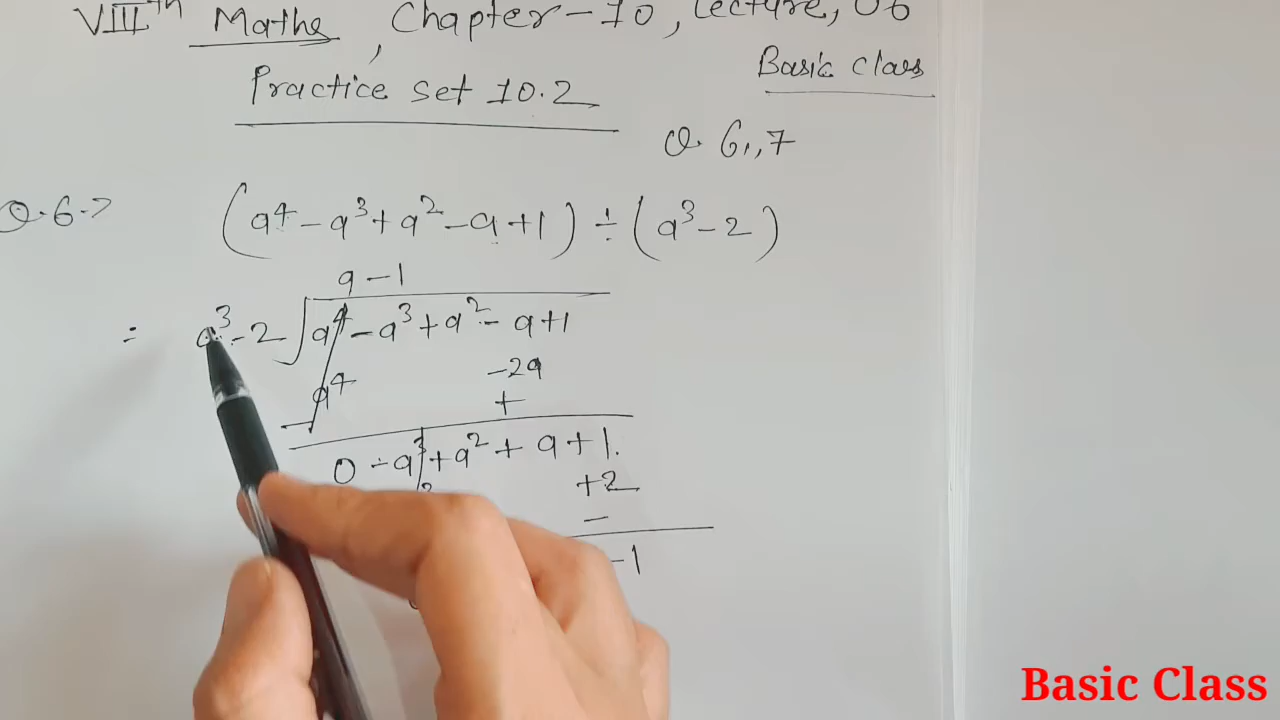 VIIIth Maths, Chapter-10, Lecture, 06
Basic class
Practice set 10.2
Q. 6,,7
Q.6-> (a⁴ - a³ + a² - a + 1) ÷ (a³ - 2)
a - 1
= a³ - 2 ) a⁴ - a³ + a² - a + 1
a⁴ - 2a
- +
0 - a³ + a² + a + 1.
+ 2
-
- 1
Basic Class